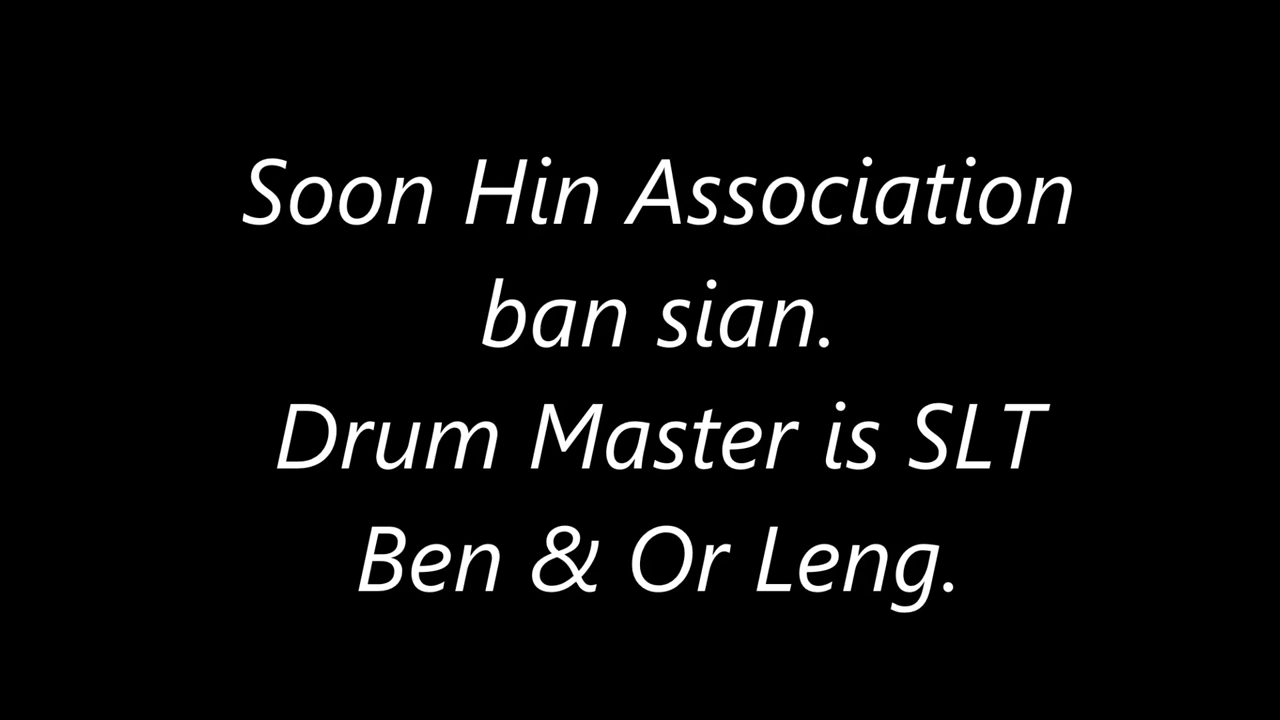 Soon Hin Association
ban sian.
Drum Master is SLT
Ben & Or Leng.